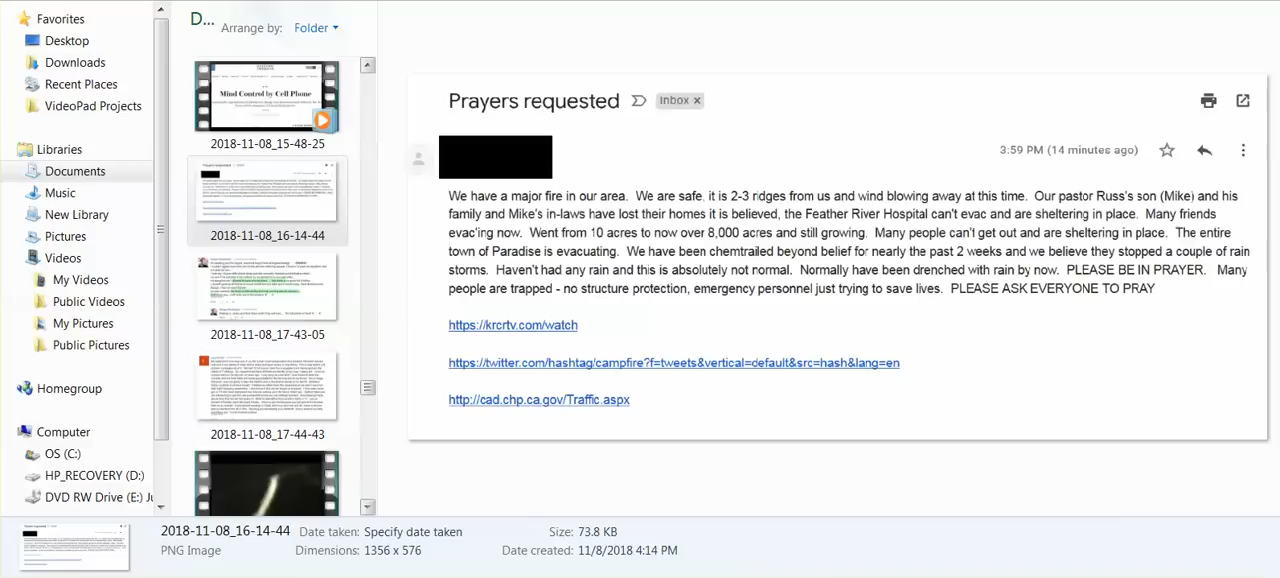 Favorites
Desktop
Downloads
Recent Places
VideoPad Projects
Libraries
Documents
Music
New Library
Pictures
Videos
My Videos
Public Videos
My Pictures
Public Pictures
Homegroup
Computer
OS (C:)
HP_RECOVERY (D:)
DVD RW Drive (E:) Ju
D...
Arrange by: Folder
Mind Control by Cell Phone
2018-11-08_15-48-25
Prayers requested
2018-11-08_16-14-44
2018-11-08_17-43-05
2018-11-08_17-44-43
Prayers requested
Inbox x
3:59 PM (14 minutes ago)
We have a major fire in our area. We are safe, it is 2-3 ridges from us and wind blowing away at this time. Our pastor Russ's son (Mike) and his
family and Mike's in-laws have lost their homes it is believed, the Feather River Hospital can't evac and are sheltering in place. Many friends
evac'ing now. Went from 10 acres to now over 8,000 acres and still growing. Many people can't get out and are sheltering in place. The entire
town of Paradise is evacuating. We have been chemtrailed beyond belief for nearly the past 2 weeks and we believe they stopped a couple of rain
storms. Haven't had any rain and this is absolutely not normal. Normally have been drenched with rain by now. PLEASE BE IN PRAYER. Many
people are trapped - no structure protection, emergency personnel just trying to save lives. PLEASE ASK EVERYONE TO PRAY
https://krcrtv.com/watch
https://twitter.com/hashtag/campfire?f=tweets&vertical=default&src=hash&lang=en
http://cad.chp.ca.gov/Traffic.aspx
2018-11-08_16-14-44 Date taken: Specify date taken Size: 73.8 KB
PNG Image Dimensions: 1356 x 576 Date created: 11/8/2018 4:14 PM